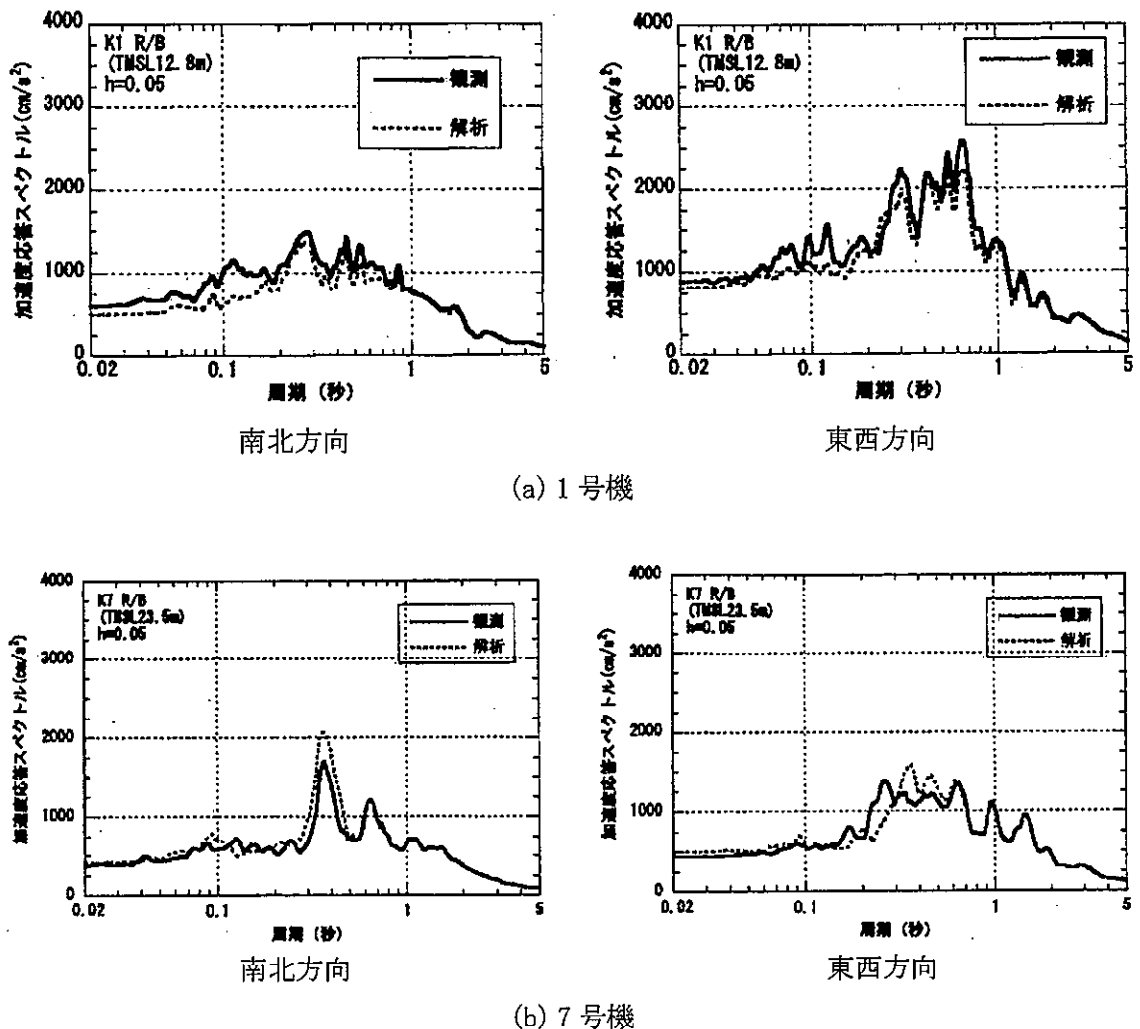 加速度応答スペクトル(cm/s²)
4000
3000
2000
1000
0
K1 R/B
(TMSL12.8m)
h=0.05
観測
解析
0.02
0.1
1
5
周期 (秒)
南北方向
加速度応答スペクトル(cm/s²)
4000
3000
2000
1000
0
K1 R/B
(TMSL12.8m)
h=0.05
観測
解析
0.02
0.1
1
5
周期 (秒)
東西方向
(a) 1 号機
加速度応答スペクトル(cm/s²)
4000
3000
2000
1000
0
K7 R/B
(TMSL23.5m)
h=0.05
観測
解析
0.02
0.1
1
5
周期 (秒)
南北方向
加速度応答スペクトル(cm/s²)
4000
3000
2000
1000
0
K7 R/B
(TMSL23.5m)
h=0.05
観測
解析
0.02
0.1
1
5
周期 (秒)
東西方向
(b) 7 号機